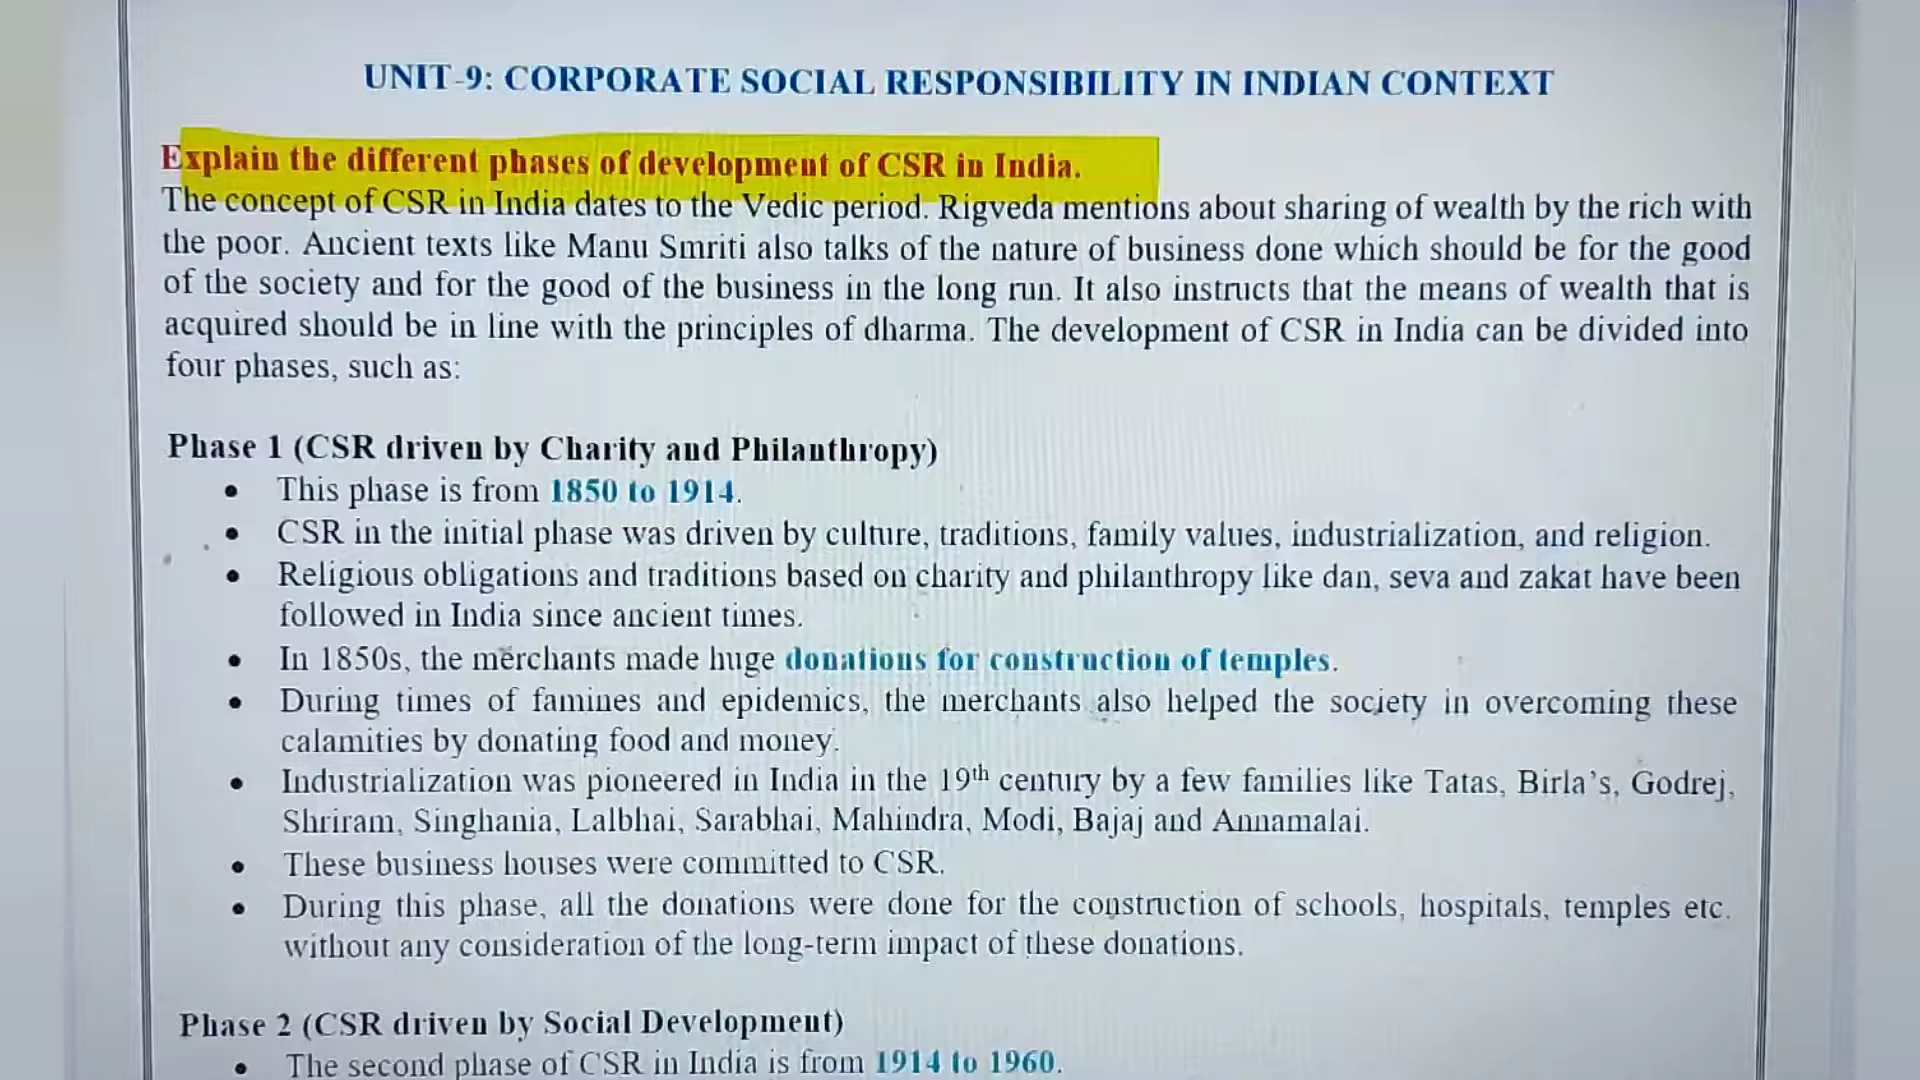 UNIT-9: CORPORATE SOCIAL RESPONSIBILITY IN INDIAN CONTEXT
Explain the different phases of development of CSR in India.
The concept of CSR in India dates to the Vedic period. Rigveda mentions about sharing of wealth by the rich with
the poor. Ancient texts like Manu Smriti also talks of the nature of business done which should be for the good
of the society and for the good of the business in the long run. It also instructs that the means of wealth that is
acquired should be in line with the principles of dharma. The development of CSR in India can be divided into
four phases, such as:
Phase 1 (CSR driven by Charity and Philanthropy)
• This phase is from 1850 to 1914.
• CSR in the initial phase was driven by culture, traditions, family values, industrialization, and religion.
• Religious obligations and traditions based on charity and philanthropy like dan, seva and zakat have been
followed in India since ancient times.
• In 1850s, the merchants made huge donations for construction of temples.
• During times of famines and epidemics, the merchants also helped the society in overcoming these
calamities by donating food and money.
• Industrialization was pioneered in India in the 19th century by a few families like Tatas, Birla’s, Godrej,
Shriram, Singhania, Lalbhai, Sarabhai, Mahindra, Modi, Bajaj and Annamalai.
• These business houses were committed to CSR.
• During this phase, all the donations were done for the construction of schools, hospitals, temples etc.
without any consideration of the long-term impact of these donations.
Phase 2 (CSR driven by Social Development)
• The second phase of CSR in India is from 1914 to 1960.